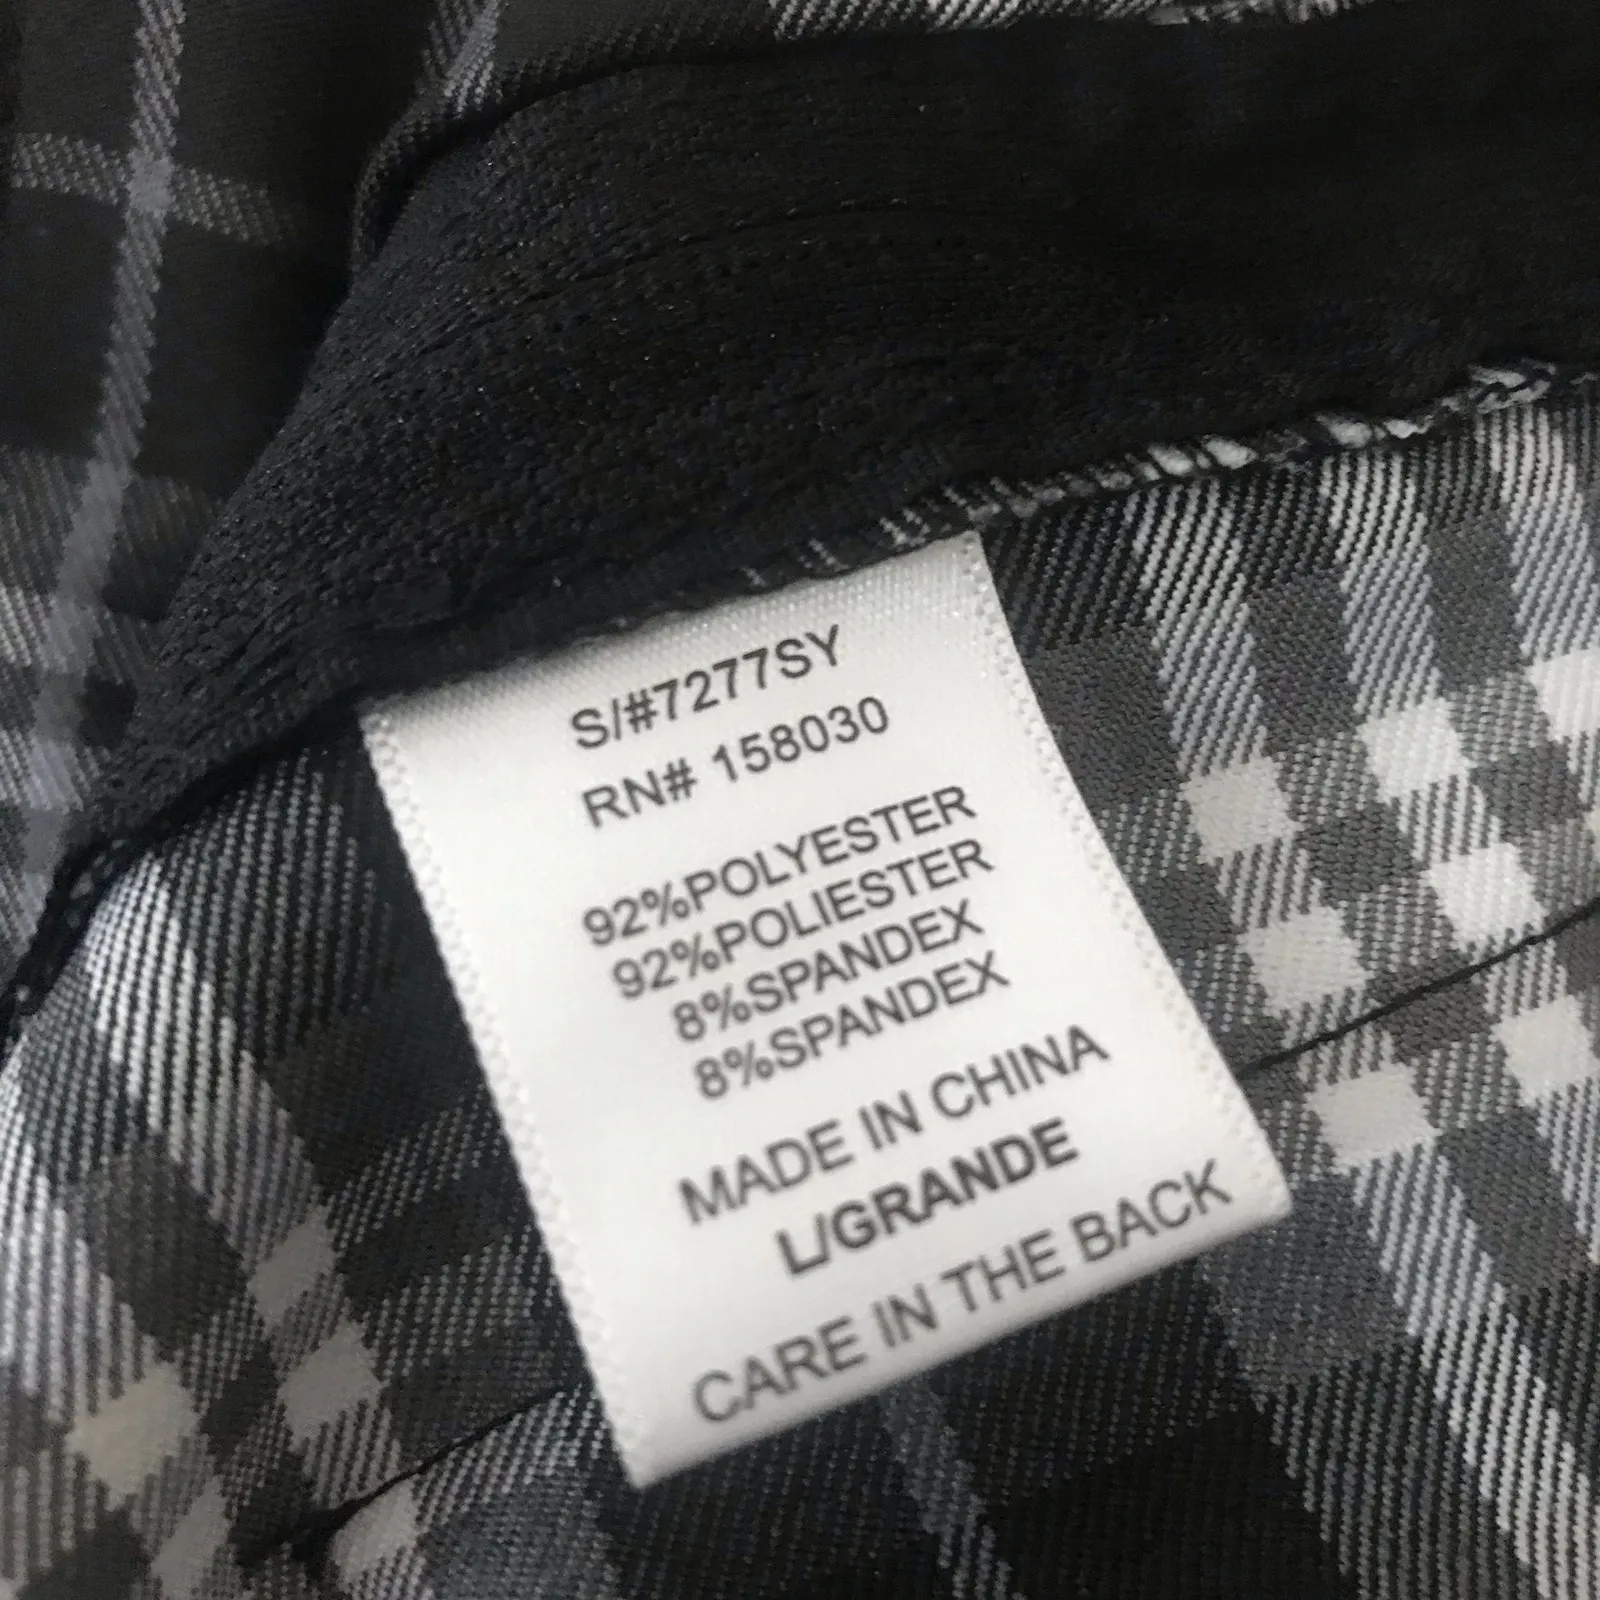 S/#7277SY
RN# 158030
92%POLYESTER
92%POLIESTER
8%SPANDEX
8%SPANDEX
MADE IN CHINA
L/GRANDE
CARE IN THE BACK